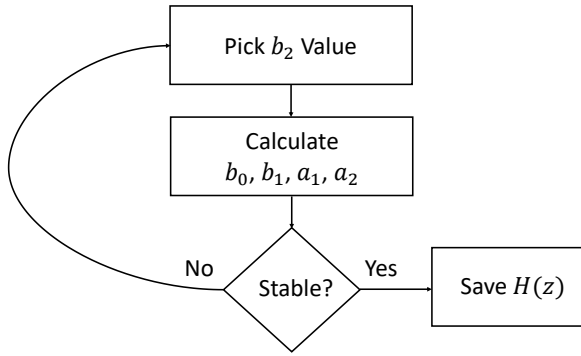 Pick b₂ Value
Calculate
b₀, b₁, a₁, a₂
No
Stable?
Yes
Save H(z)